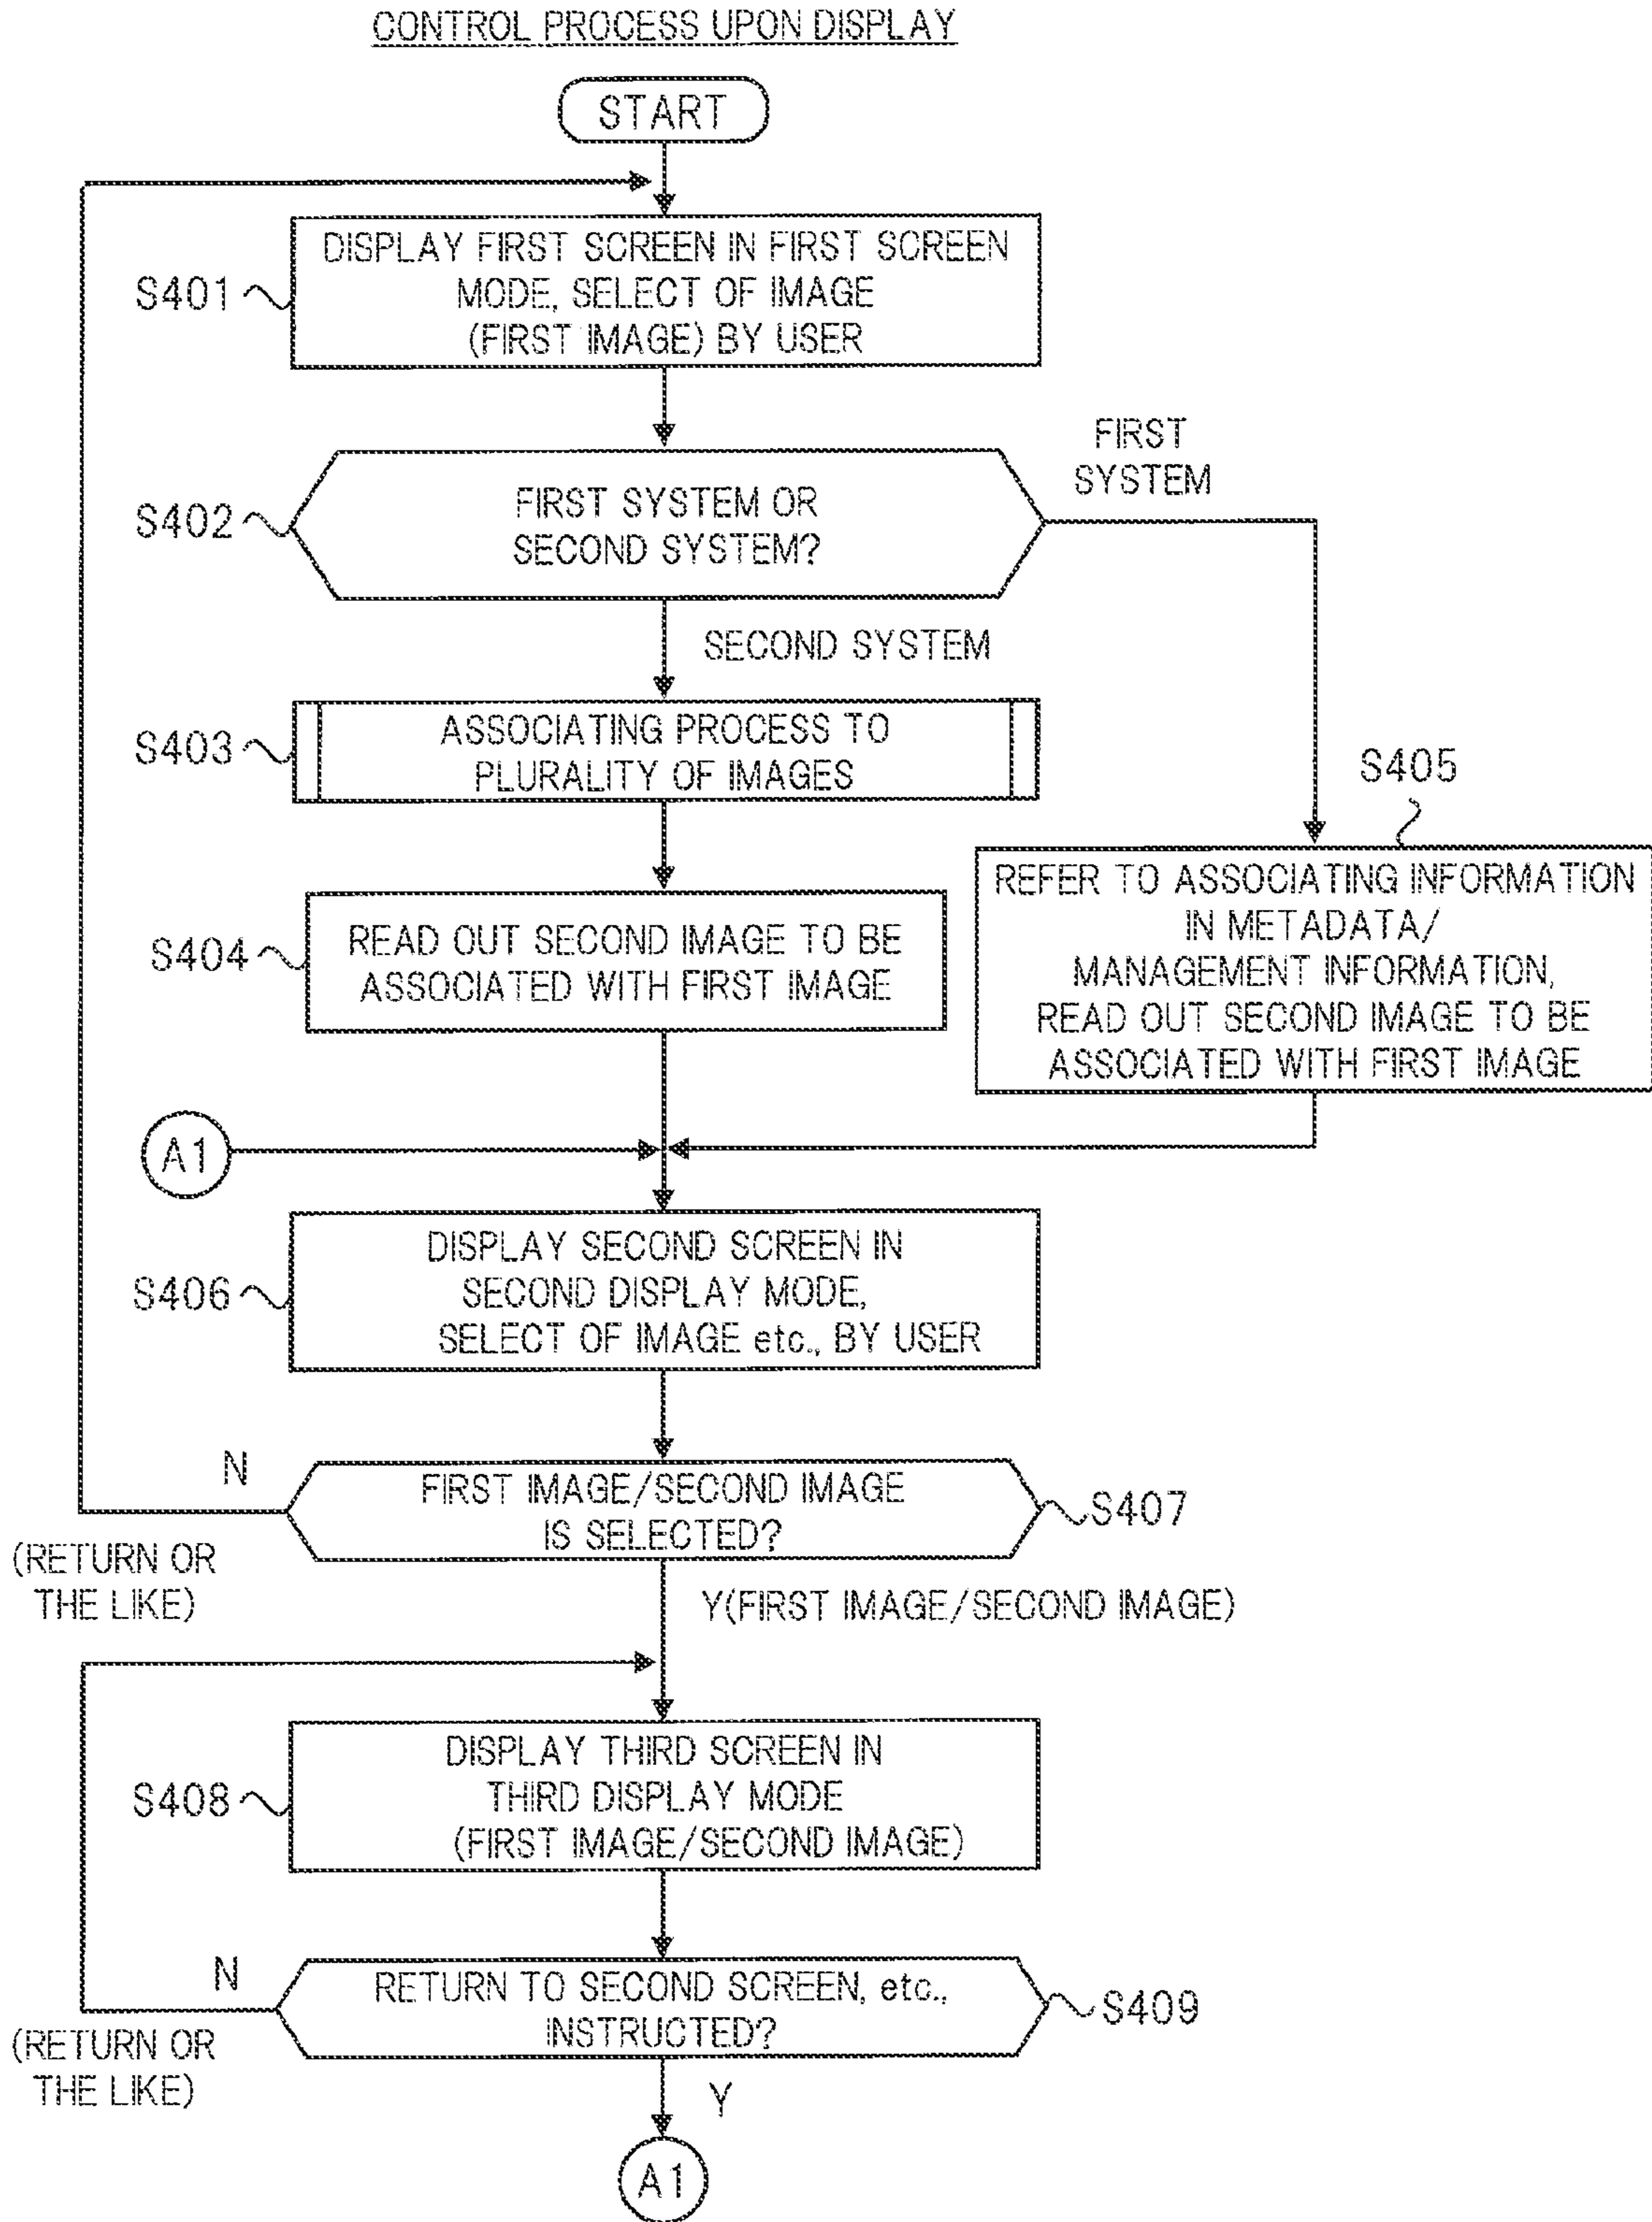 CONTROL PROCESS UPON DISPLAY
START
DISPLAY FIRST SCREEN IN FIRST SCREEN
MODE, SELECT OF IMAGE
(FIRST IMAGE) BY USER
S401
FIRST
SYSTEM
FIRST SYSTEM OR
SECOND SYSTEM?
S402
SECOND SYSTEM
ASSOCIATING PROCESS TO
PLURALITY OF IMAGES
S403
S405
REFER TO ASSOCIATING INFORMATION
IN METADATA/
MANAGEMENT INFORMATION,
READ OUT SECOND IMAGE TO BE
ASSOCIATED WITH FIRST IMAGE
READ OUT SECOND IMAGE TO BE
ASSOCIATED WITH FIRST IMAGE
S404
A1
DISPLAY SECOND SCREEN IN
SECOND DISPLAY MODE,
SELECT OF IMAGE etc., BY USER
S406
N
FIRST IMAGE/SECOND IMAGE
IS SELECTED?
S407
(RETURN OR
THE LIKE)
Y(FIRST IMAGE/SECOND IMAGE)
DISPLAY THIRD SCREEN IN
THIRD DISPLAY MODE
(FIRST IMAGE/SECOND IMAGE)
S408
N
RETURN TO SECOND SCREEN, etc.,
INSTRUCTED?
S409
(RETURN OR
THE LIKE)
Y
A1